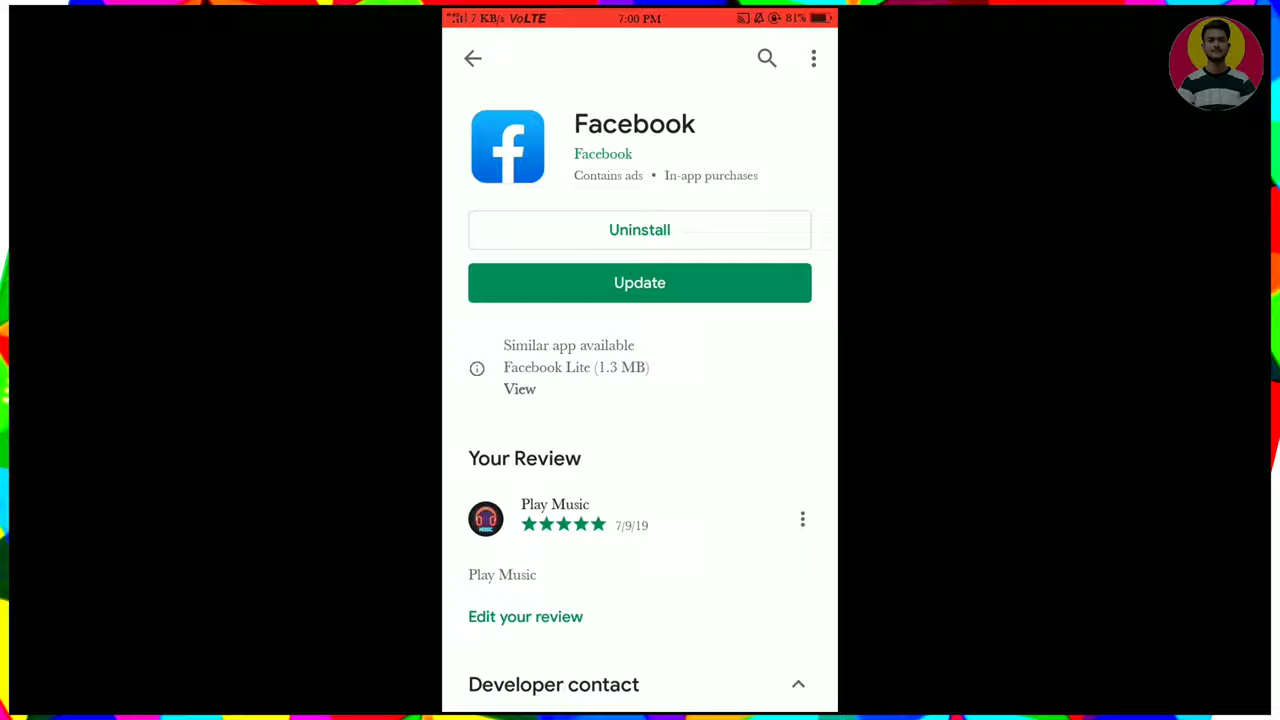 7 KB/s VoLTE 7:00 PM 81%
Facebook
Facebook
Contains ads • In-app purchases
Uninstall
Update
Similar app available
Facebook Lite (1.3 MB)
View
Your Review
Play Music
7/9/19
Play Music
Edit your review
Developer contact